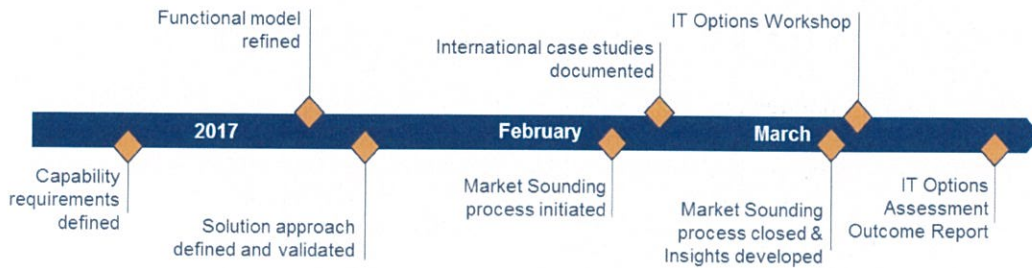 Functional model
refined
International case studies
documented
IT Options Workshop
2017
February
March
Capability
requirements
defined
Solution approach
defined and validated
Market Sounding
process initiated
Market Sounding
process closed &
Insights developed
IT Options
Assessment
Outcome Report